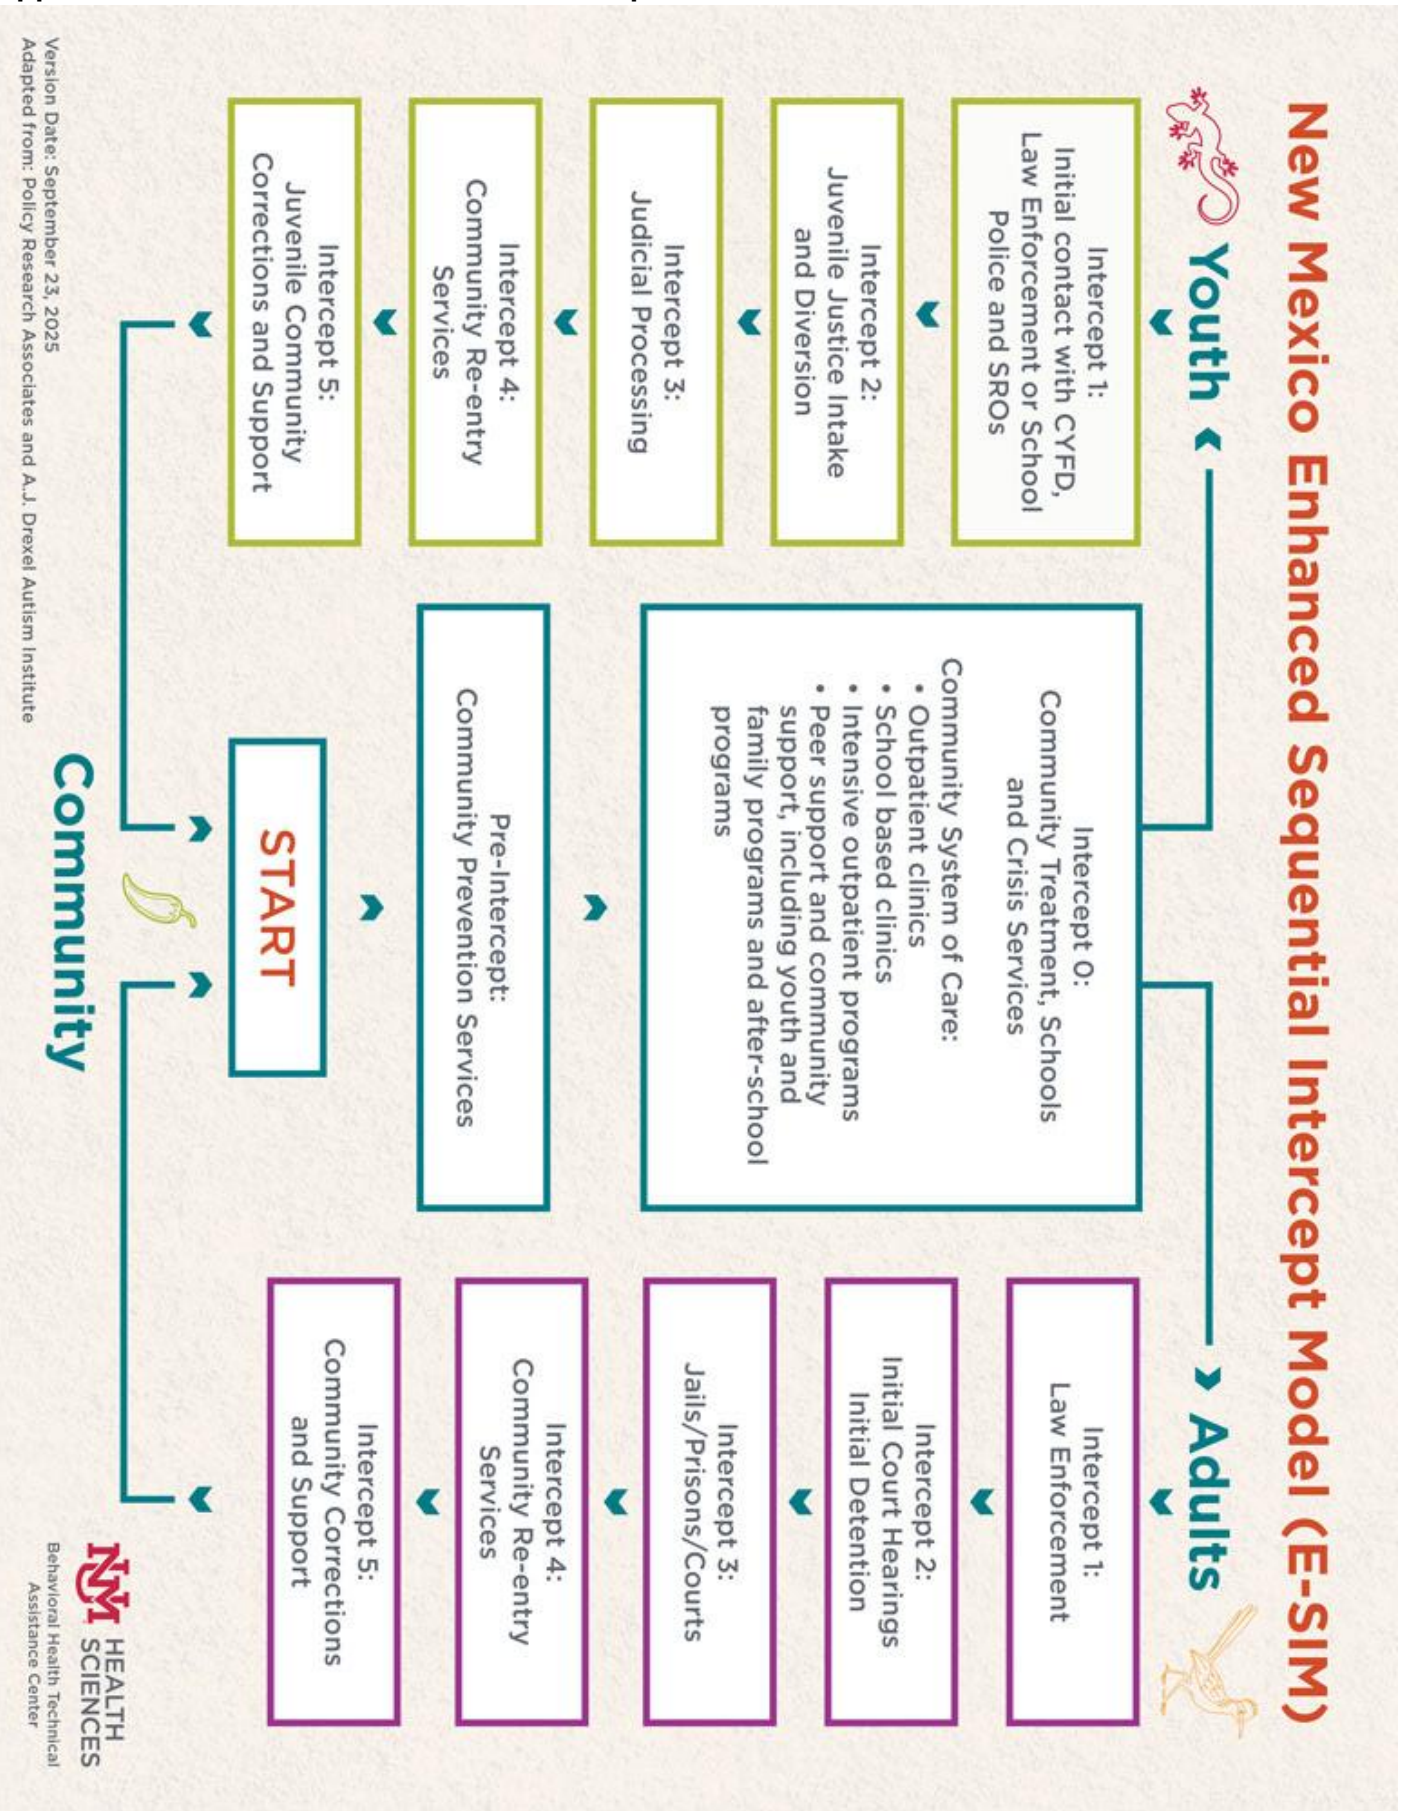 New Mexico Enhanced Sequential Intercept Model (E-SIM)
Youth
Adults
Intercept 1:
Initial contact with CYFD,
Law Enforcement or School
Police and SROs
Intercept 2:
Juvenile Justice Intake
and Diversion
Intercept 3:
Judicial Processing
Intercept 4:
Community Re-entry
Services
Intercept 5:
Juvenile Community
Corrections and Support
Intercept 0:
Community Treatment, Schools
and Crisis Services
Community System of Care:
• Outpatient clinics
• School based clinics
• Intensive outpatient programs
• Peer support and community
support, including youth and
family programs and after-school
programs
Pre-Intercept:
Community Prevention Services
START
Intercept 1:
Law Enforcement
Intercept 2:
Initial Court Hearings
Initial Detention
Intercept 3:
Jails/Prisons/Courts
Intercept 4:
Community Re-entry
Services
Intercept 5:
Community Corrections
and Support
Community
Version Date: September 23, 2025
Adapted from: Policy Research Associates and A.J. Drexel Autism Institute
NM HEALTH
SCIENCES
Behavioral Health Technical
Assistance Center